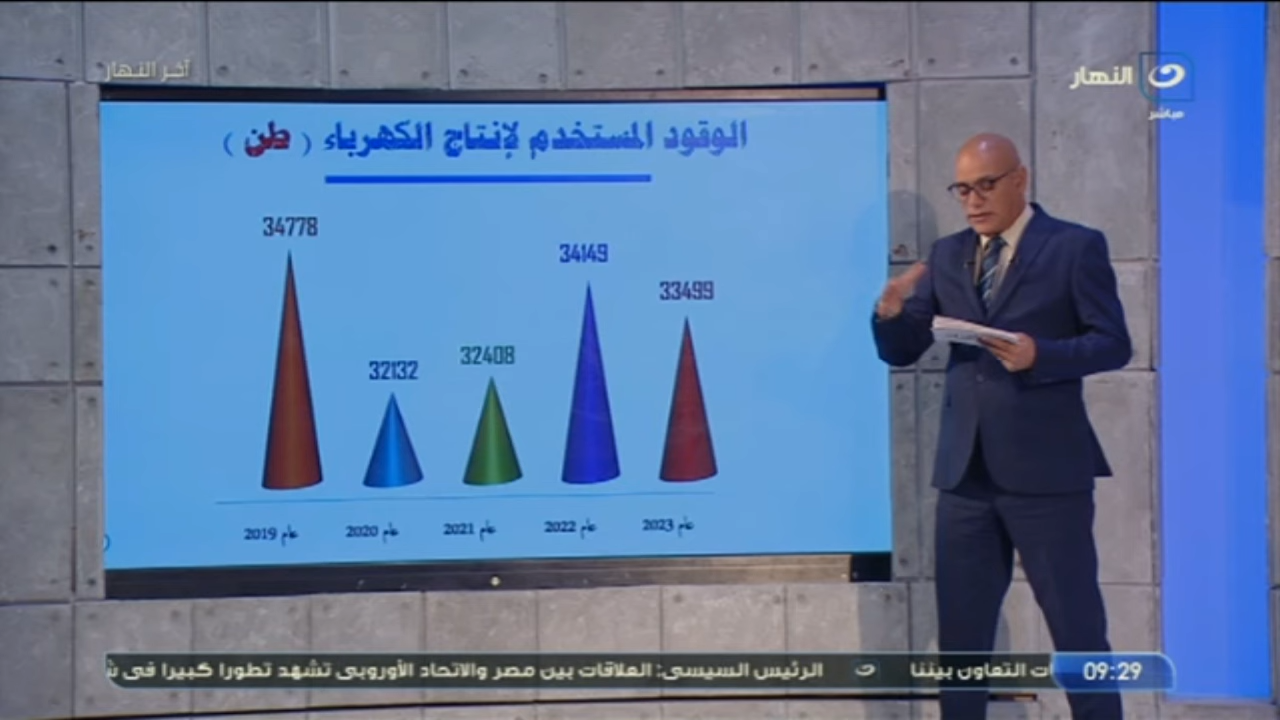 آخر النهار
النهار
مباشر
الوقود المستخدم لإنتاج الكهرباء ( طن )
34778
32132
32408
34149
33499
عام 2019
عام 2020
عام 2021
عام 2022
عام 2023
ات التعاون بيننا
الرئيس السيسى: العلاقات بين مصر والاتحاد الأوروبى تشهد تطورا كبيرا فى
09:29